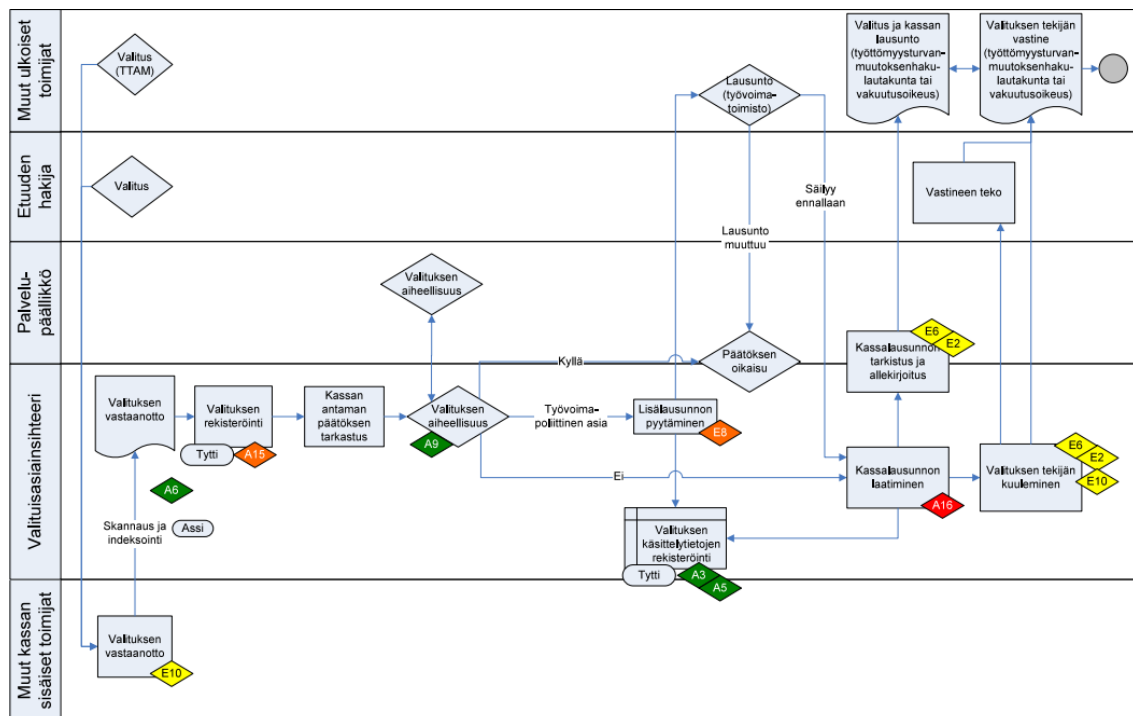 Muut ulkoiset
toimijat
Valitus
(TTAM)
Lausunto
(työvoima-
toimisto)
Valitus ja kassan
lausunto
(työttömyysturvan-
muutoksenhaku-
lautakunta tai
vakuutusoikeus)
Valituksen tekijän
vastine
(työttömyysturvan-
muutoksenhaku-
lautakunta tai
vakuutusoikeus)
Etuuden
hakija
Valitus
Säilyy
ennallaan
Vastineen teko
Lausunto
muuttuu
Palvelu-
päällikkö
Valituksen
aiheellisuus
Päätöksen
oikaisu
Kassalausunnon
tarkistus ja
allekirjoitus
E6
E2
Kyllä
Valituisasiainsihteeri
Valituksen
vastaanotto
Valituksen
rekisteröinti
Tytti
A15
Kassan
antaman
päätöksen
tarkastus
Valituksen
aiheellisuus
A9
Työvoima-
poliittinen asia
Lisälausunnon
pyytäminen
E8
Ei
Kassalausunnon
laatiminen
A16
Valituksen tekijän
kuuleminen
E6
E2
E10
A6
Skannaus ja
indeksointi
Assi
Valituksen
käsittelytietojen
rekisteröinti
Tytti
A3
A5
Muut kassan
sisäiset toimijat
Valituksen
vastaanotto
E10